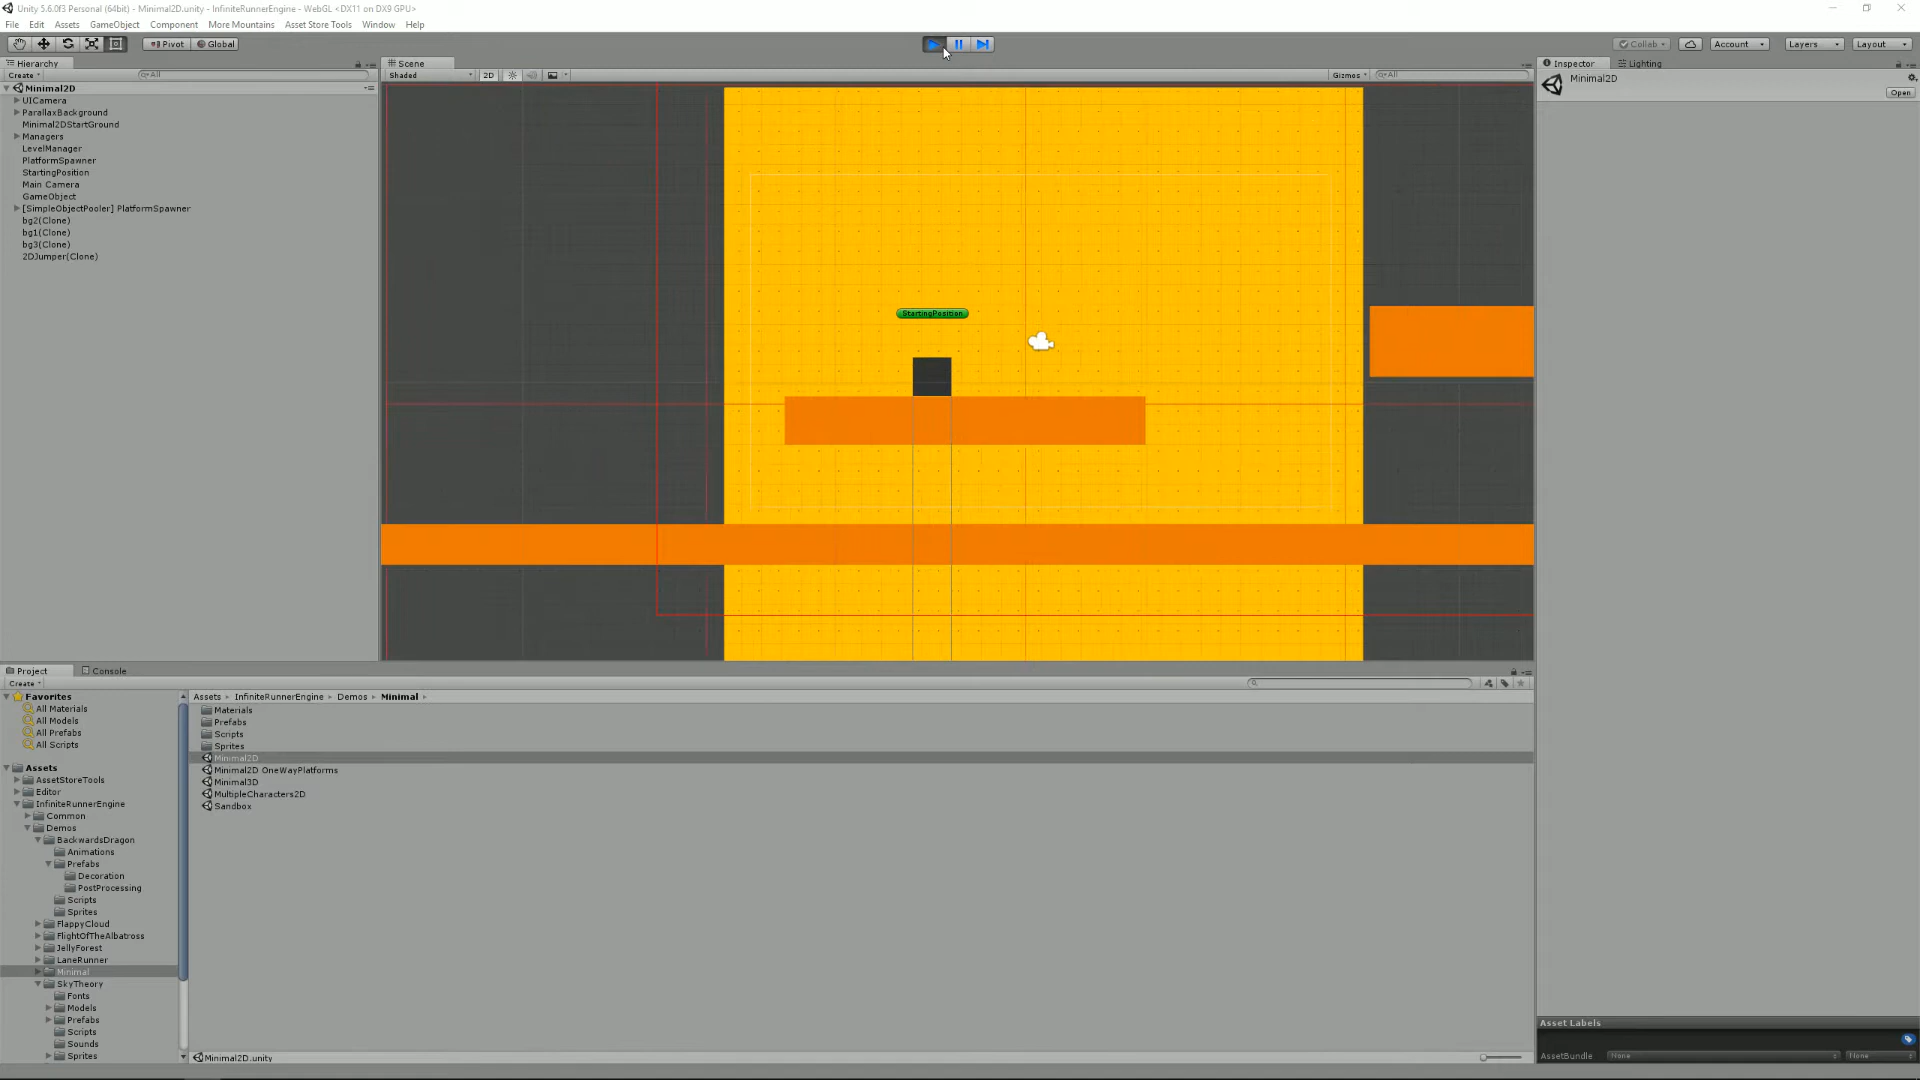 Unity 5.6.0f3 Personal (64bit) - Minimal2D.unity - InfiniteRunnerEngine - WebGL <DX11 on DX9 GPU>
File Edit Assets GameObject Component More Mountains Asset Store Tools Window Help
Pivot Global Collab Account Layers Layout
Hierarchy Scene Inspector Lighting
Create All Shaded 2D Gizmos All
Minimal2D Minimal2D
Open
UICamera
ParallaxBackground
Minimal2DStartGround
Managers
LevelManager
PlatformSpawner
StartingPosition
Main Camera
GameObject
[SimpleObjectPooler] PlatformSpawner
bg2(Clone)
bg1(Clone)
bg3(Clone)
2DJumper(Clone)
StartingPosition
Project Console
Create
Favorites
All Materials
All Models
All Prefabs
All Scripts
Assets
AssetStoreTools
Editor
InfiniteRunnerEngine
Common
Demos
BackwardsDragon
Animations
Prefabs
Decoration
PostProcessing
Scripts
Sprites
FlappyCloud
FlightOfTheAlbatross
JellyForest
LaneRunner
Minimal
SkyTheory
Fonts
Models
Prefabs
Scripts
Sounds
Sprites
Assets InfiniteRunnerEngine Demos Minimal
Materials
Prefabs
Scripts
Sprites
Minimal2D
Minimal2D OneWayPlatforms
Minimal3D
MultipleCharacters2D
Sandbox
Minimal2D.unity
Asset Labels
AssetBundle None None